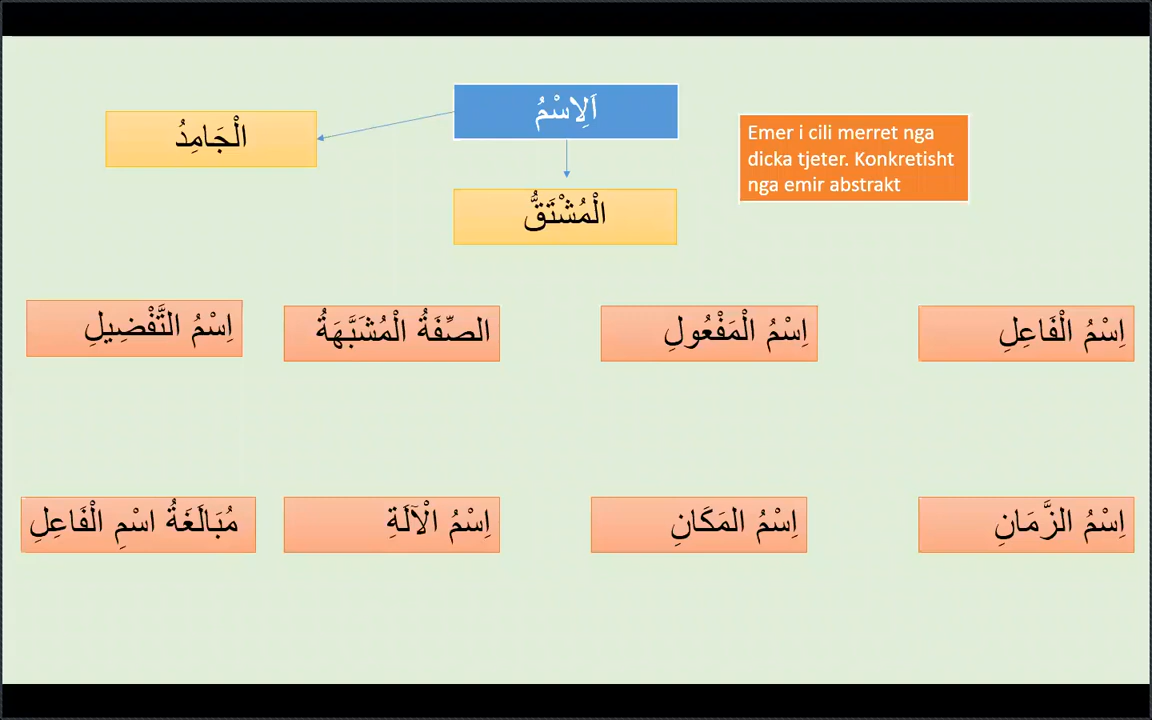 اَلِاسْمُ
الْجَامِدُ
Emer i cili merret nga
dicka tjeter. Konkretisht
nga emir abstrakt
الْمُشْتَقُّ
اِسْمُ الْفَاعِلِ
اِسْمُ الْمَفْعُولِ
الصِّفَةُ الْمُشَبَّهَةُ
اِسْمُ التَّفْضِيلِ
اِسْمُ الزَّمَانِ
اِسْمُ المَكَانِ
اِسْمُ الْآلَةِ
مُبَالَغَةُ اسْمِ الْفَاعِلِ